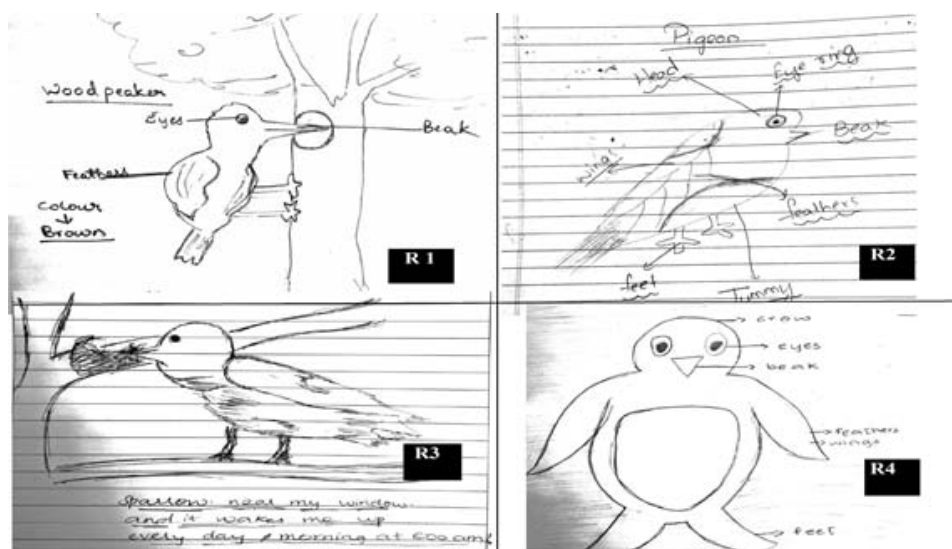 Wood peaker
Eyes
Beak
Feathers
Colour
Brown
R 1
Pigeon
Head
Eye ring
Beak
Wings
feathers
feet
Tummy
R2
R3
Sparrow near my window
and it wakes me up
every day morning at 6:00 am
crow
eyes
beak
feathers
wings
feet
R4